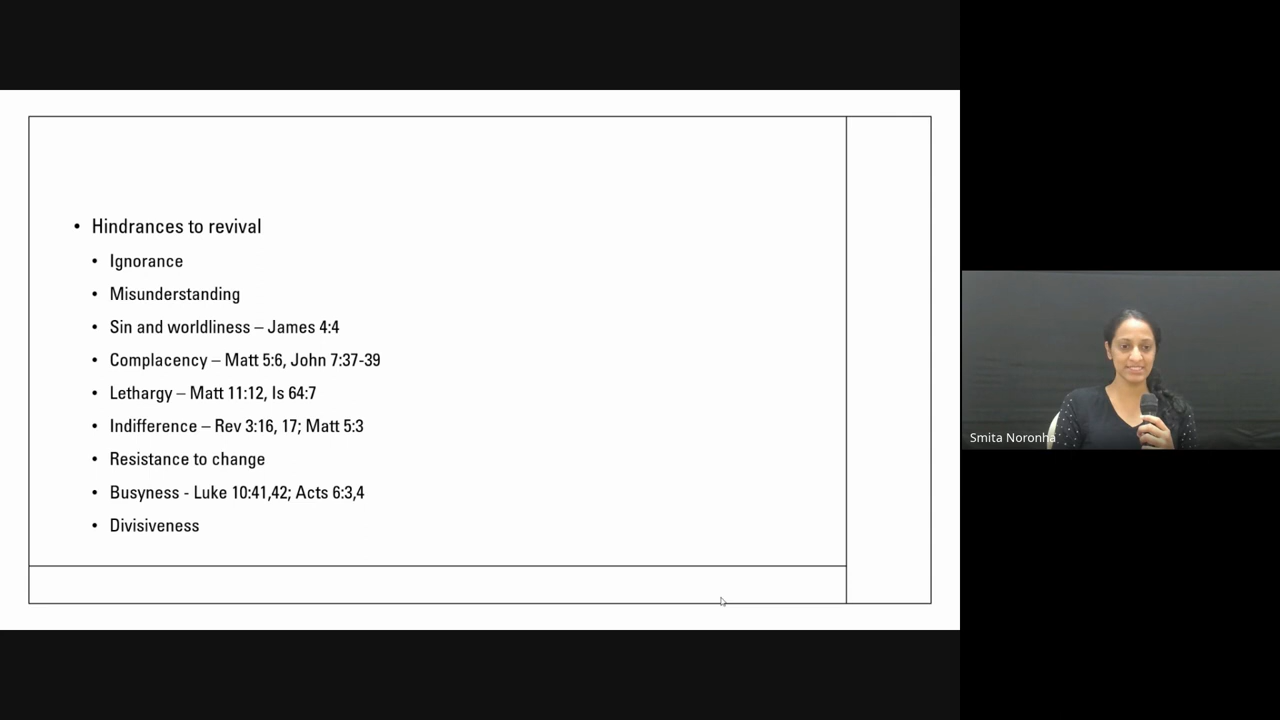 • Hindrances to revival
• Ignorance
• Misunderstanding
• Sin and worldliness – James 4:4
• Complacency – Matt 5:6, John 7:37-39
• Lethargy – Matt 11:12, Is 64:7
• Indifference – Rev 3:16, 17; Matt 5:3
• Resistance to change
• Busyness - Luke 10:41,42; Acts 6:3,4
• Divisiveness
Smita Noronha